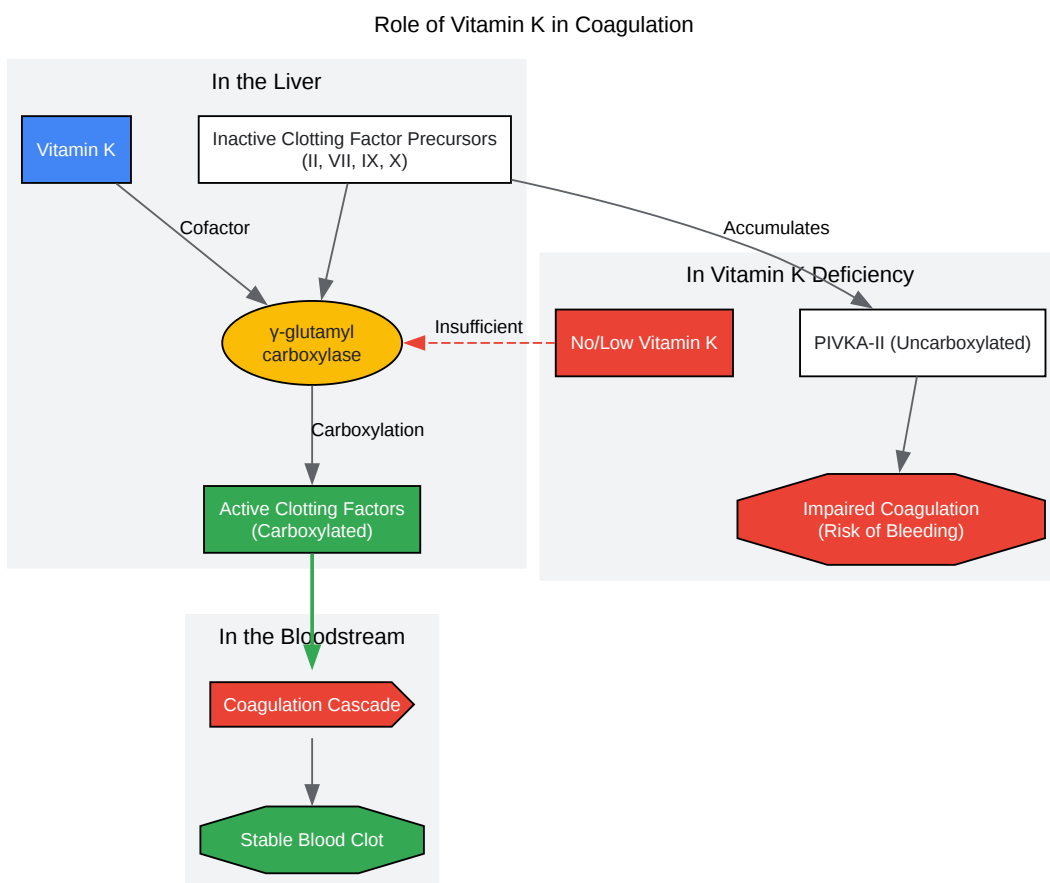 Role of Vitamin K in Coagulation
In the Liver
Vitamin K
Inactive Clotting Factor Precursors
(II, VII, IX, X)
Cofactor
Accumulates
In Vitamin K Deficiency
γ-glutamyl
carboxylase
Insufficient
No/Low Vitamin K
PIVKA-II (Uncarboxylated)
Carboxylation
Active Clotting Factors
(Carboxylated)
Impaired Coagulation
(Risk of Bleeding)
In the Bloodstream
Coagulation Cascade
Stable Blood Clot